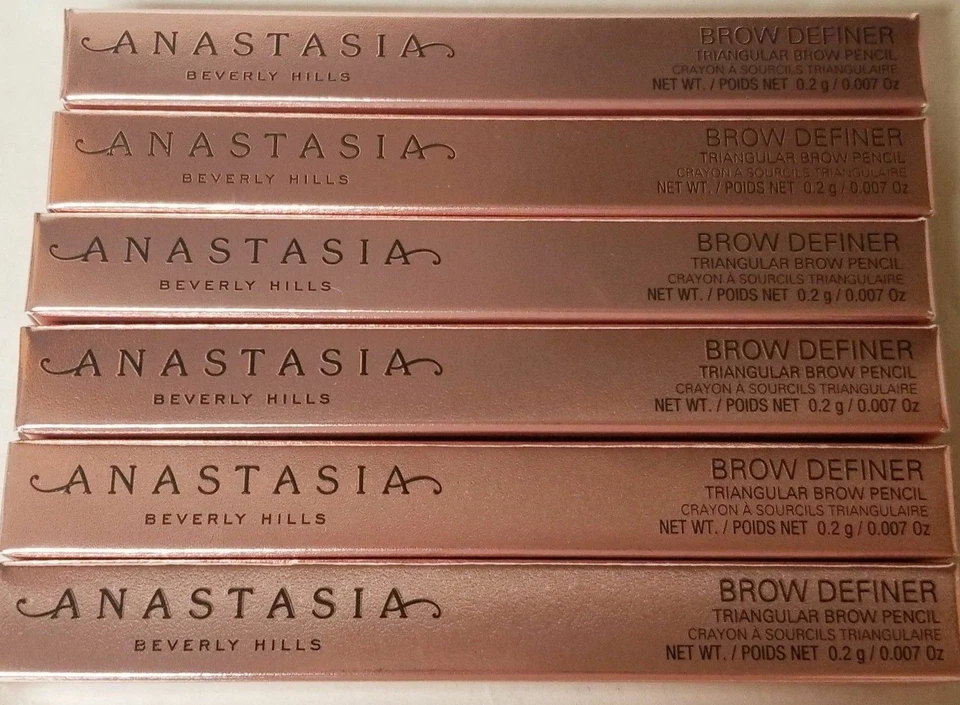 ANASTASIA
BEVERLY HILLS
BROW DEFINER
TRIANGULAR BROW PENCIL
CRAYON À SOURCILS TRIANGULAIRE
NET WT. / POIDS NET 0.2 g / 0.007 Oz
ANASTASIA
BEVERLY HILLS
BROW DEFINER
TRIANGULAR BROW PENCIL
CRAYON À SOURCILS TRIANGULAIRE
NET WT. / POIDS NET 0.2 g / 0.007 Oz
ANASTASIA
BEVERLY HILLS
BROW DEFINER
TRIANGULAR BROW PENCIL
CRAYON À SOURCILS TRIANGULAIRE
NET WT. / POIDS NET 0.2 g / 0.007 Oz
ANASTASIA
BEVERLY HILLS
BROW DEFINER
TRIANGULAR BROW PENCIL
CRAYON À SOURCILS TRIANGULAIRE
NET WT. / POIDS NET 0.2 g / 0.007 Oz
ANASTASIA
BEVERLY HILLS
BROW DEFINER
TRIANGULAR BROW PENCIL
CRAYON À SOURCILS TRIANGULAIRE
NET WT. / POIDS NET 0.2 g / 0.007 Oz
ANASTASIA
BEVERLY HILLS
BROW DEFINER
TRIANGULAR BROW PENCIL
CRAYON À SOURCILS TRIANGULAIRE
NET WT. / POIDS NET 0.2 g / 0.007 Oz